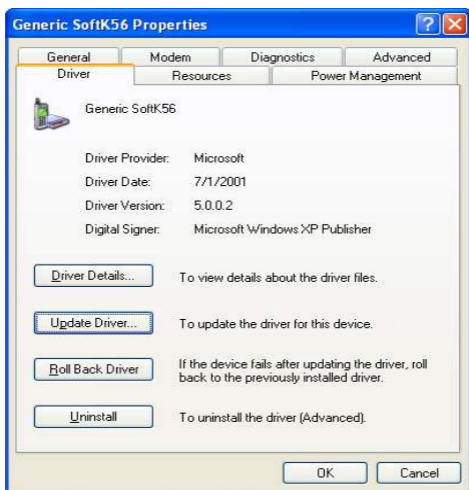 Generic SoftK56 Properties
General Modem Diagnostics Advanced
Driver Resources Power Management
Generic SoftK56
Driver Provider: Microsoft
Driver Date: 7/1/2001
Driver Version: 5.0.0.2
Digital Signer: Microsoft Windows XP Publisher
Driver Details... To view details about the driver files.
Update Driver... To update the driver for this device.
Roll Back Driver If the device fails after updating the driver, roll
back to the previously installed driver.
Uninstall To uninstall the driver (Advanced).
OK Cancel